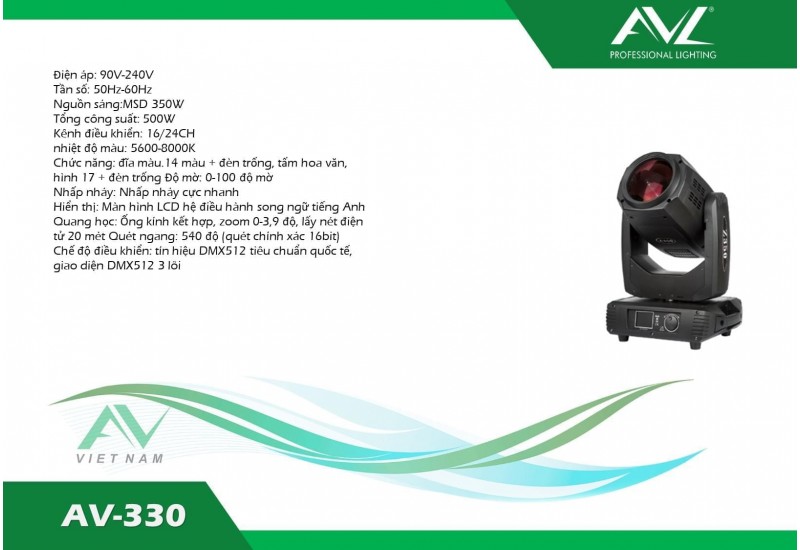 AVL®
PROFESSIONAL LIGHTING
Điện áp: 90V-240V
Tần số: 50Hz-60Hz
Nguồn sáng:MSD 350W
Tổng công suất: 500W
Kênh điều khiển: 16/24CH
nhiệt độ màu: 5600-8000K
Chức năng: đĩa màu.14 màu + đèn trống, tấm hoa văn,
hình 17 + đèn trống Độ mờ: 0-100 độ mờ
Nhấp nháy: Nhấp nháy cực nhanh
Hiển thị: Màn hình LCD hệ điều hành song ngữ tiếng Anh
Quang học: Ống kính kết hợp, zoom 0-3,9 độ, lấy nét điện
tử 20 mét Quét ngang: 540 độ (quét chính xác 16bit)
Chế độ điều khiển: tín hiệu DMX512 tiêu chuẩn quốc tế,
giao diện DMX512 3 lõi
Z350
AV
VIETNAM
AV-330